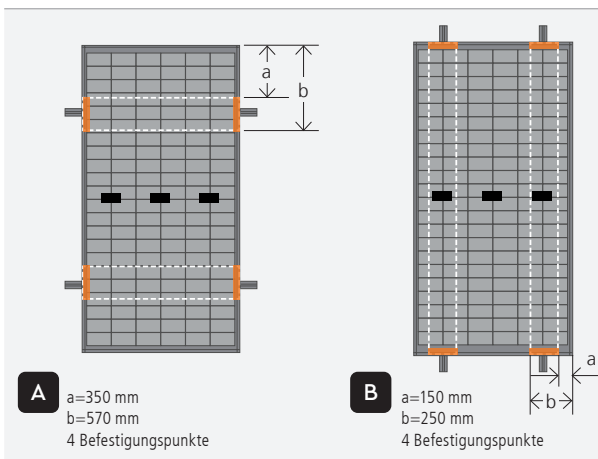 a
b
a
b
A
a=350 mm
b=570 mm
4 Befestigungspunkte
B
a=150 mm
b=250 mm
4 Befestigungspunkte